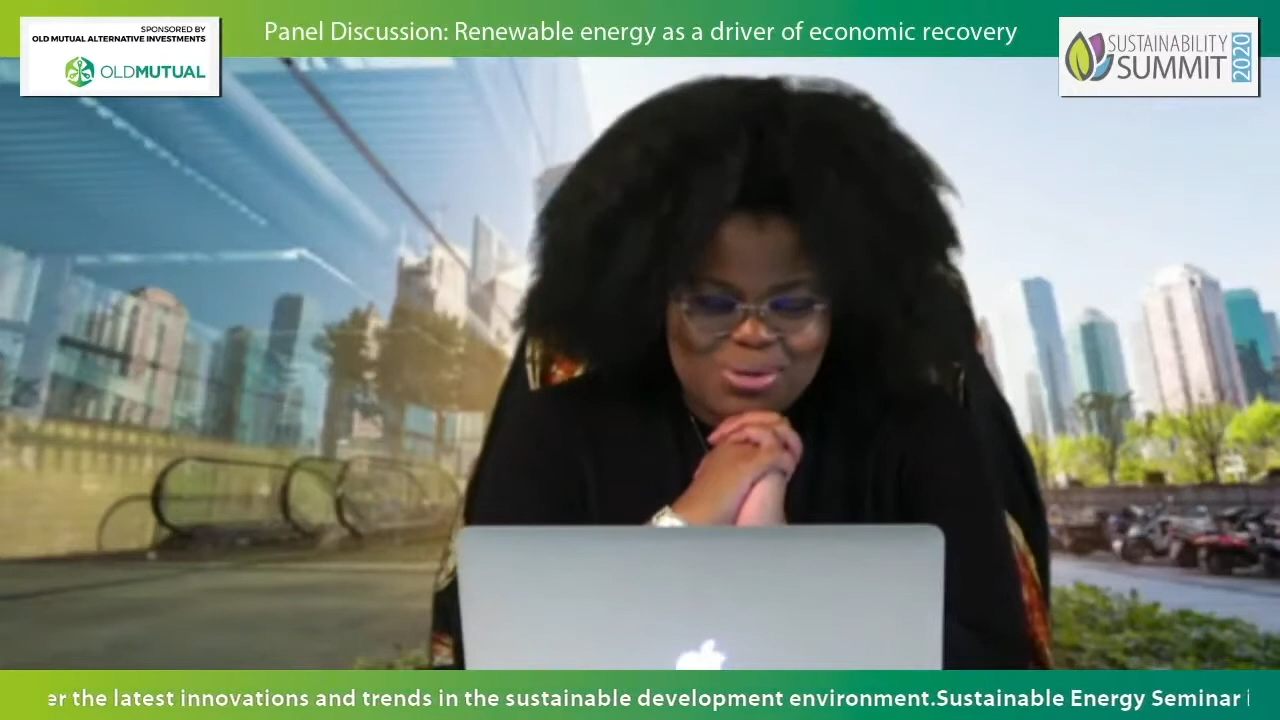 SPONSORED BY
OLD MUTUAL ALTERNATIVE INVESTMENTS
OLDMUTUAL
Panel Discussion: Renewable energy as a driver of economic recovery
SUSTAINABILITY
SUMMIT
2020
the latest innovations and trends in the sustainable development environment.Sustainable Energy Seminar